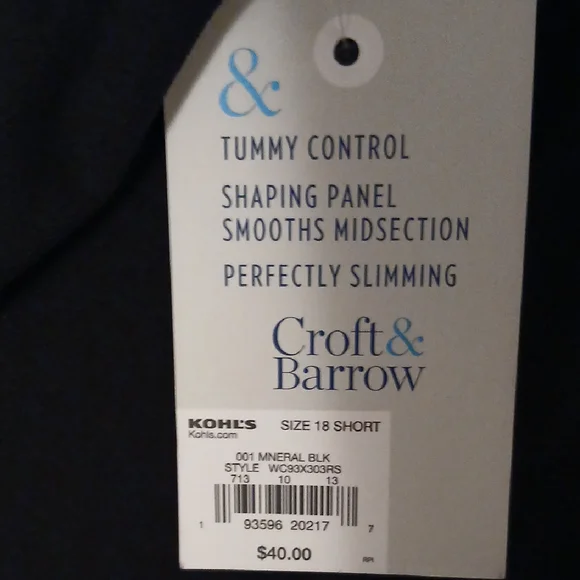 &
TUMMY CONTROL
SHAPING PANEL
SMOOTHS MIDSECTION
PERFECTLY SLIMMING
Croft&
Barrow
KOHL'S SIZE 18 SHORT
Kohls.com
001 MNERAL BLK
STYLE WC93X303RS
713 10 13
1 93596 20217 7
$40.00
RPI